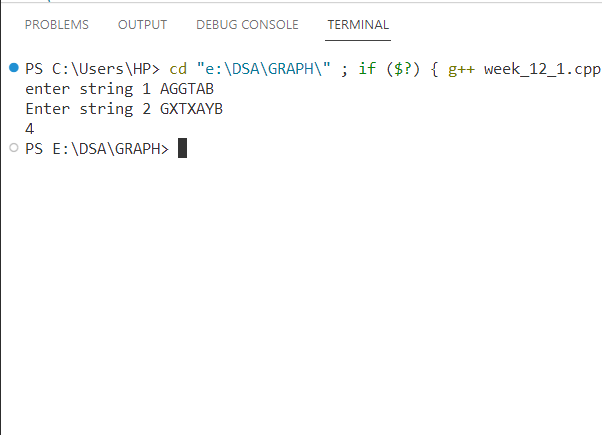 PROBLEMS OUTPUT DEBUG CONSOLE TERMINAL
PS C:\Users\HP> cd "e:\DSA\GRAPH\" ; if ($?) { g++ week_12_1.cpp
enter string 1 AGGTAB
Enter string 2 GXTXAYB
4
PS E:\DSA\GRAPH>